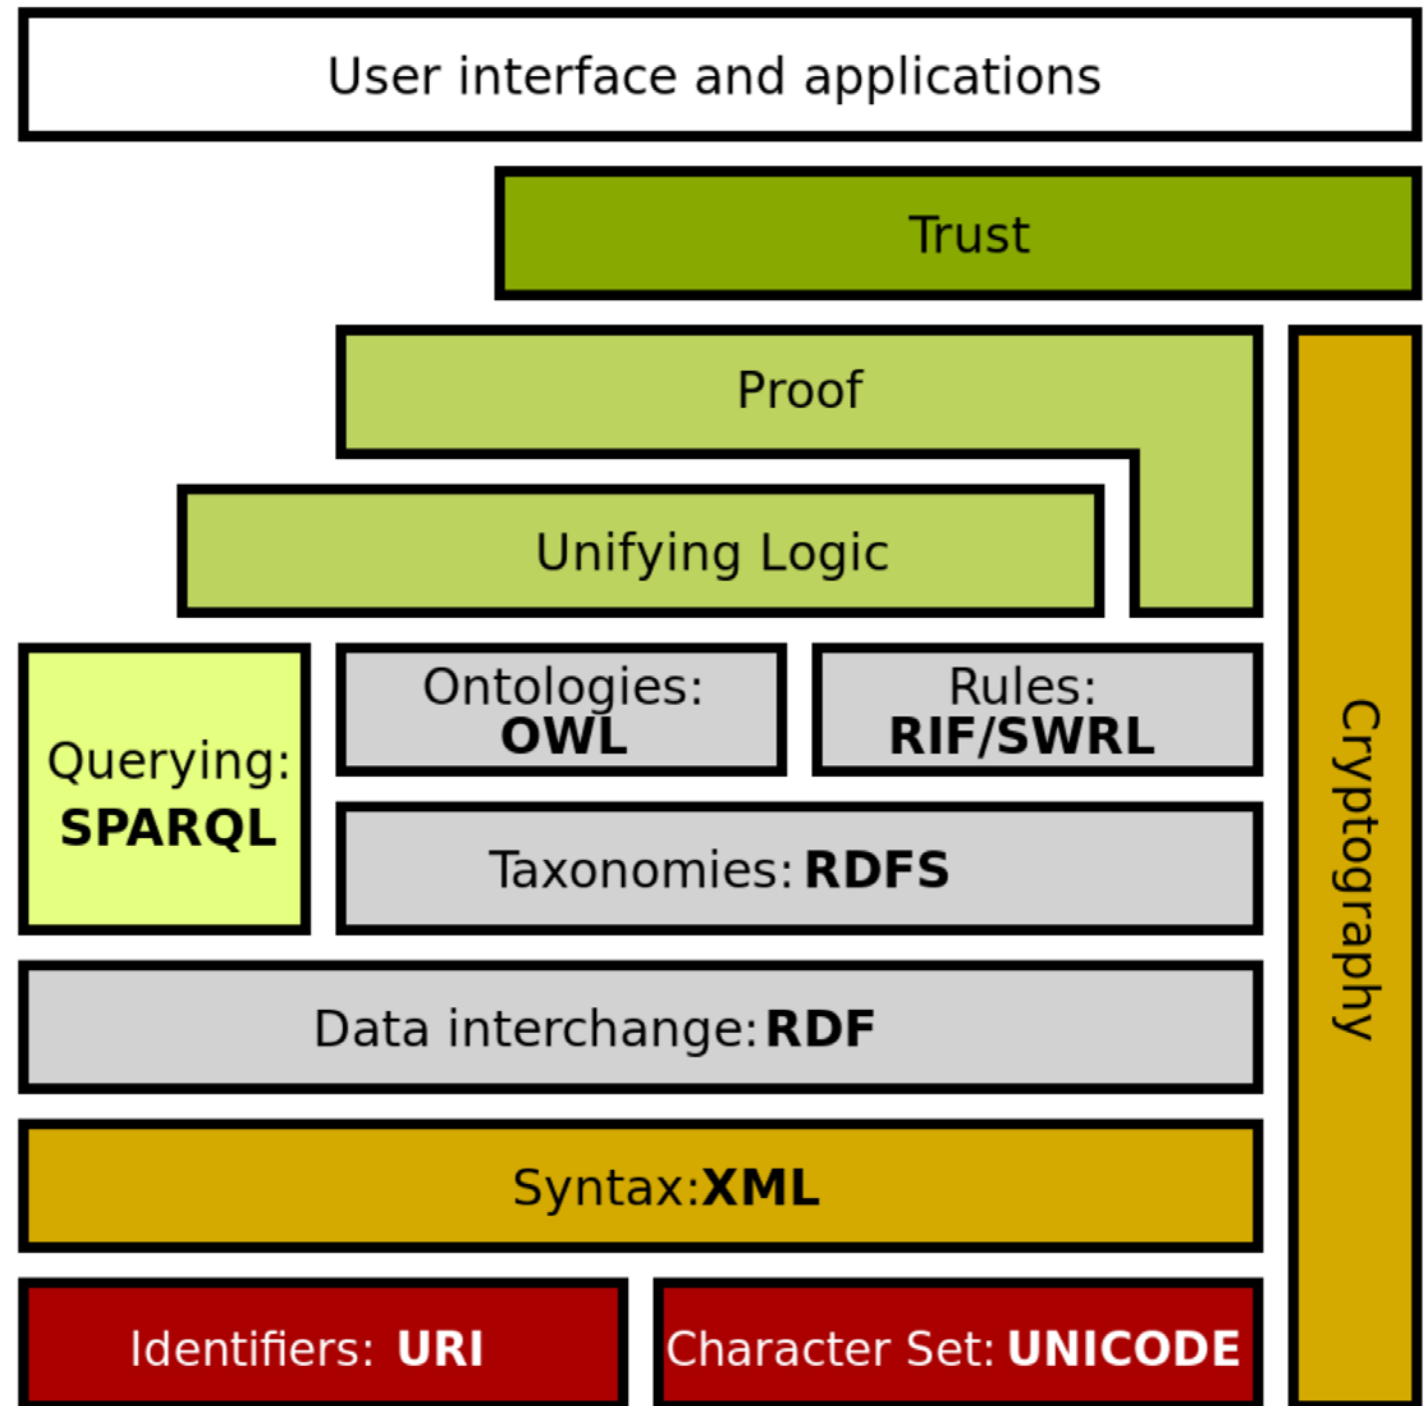 User interface and applications
Trust
Proof
Unifying Logic
Ontologies:
OWL
Rules:
RIF/SWRL
Querying:
SPARQL
Taxonomies: RDFS
Cryptography
Data interchange: RDF
Syntax:XML
Identifiers: URI
Character Set: UNICODE